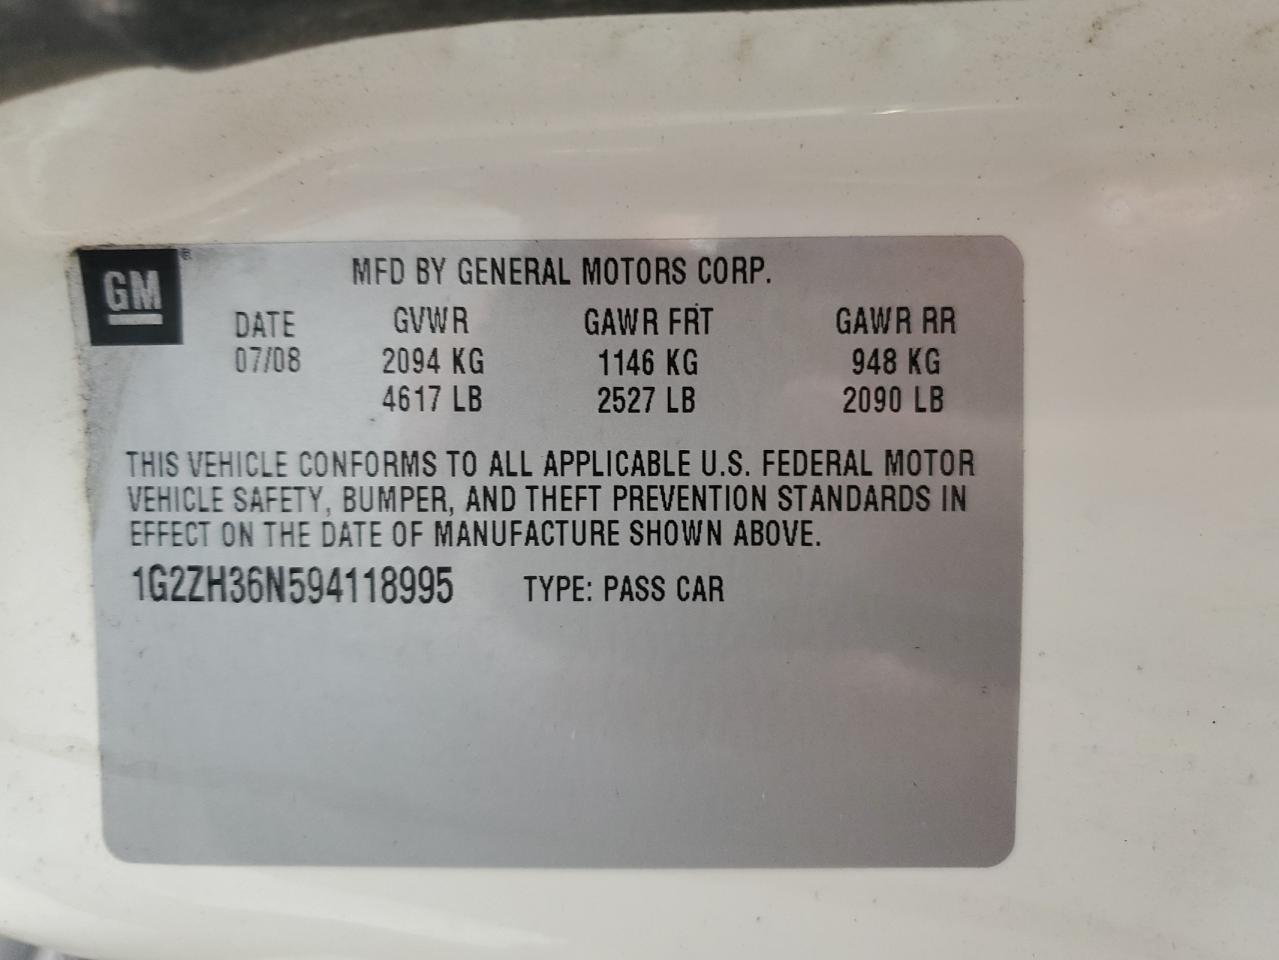 GM ®
MFD BY GENERAL MOTORS CORP.
DATE GVWR GAWR FRT GAWR RR
07/08 2094 KG 1146 KG 948 KG
4617 LB 2527 LB 2090 LB
THIS VEHICLE CONFORMS TO ALL APPLICABLE U.S. FEDERAL MOTOR
VEHICLE SAFETY, BUMPER, AND THEFT PREVENTION STANDARDS IN
EFFECT ON THE DATE OF MANUFACTURE SHOWN ABOVE.
1G2ZH36N594118995 TYPE: PASS CAR